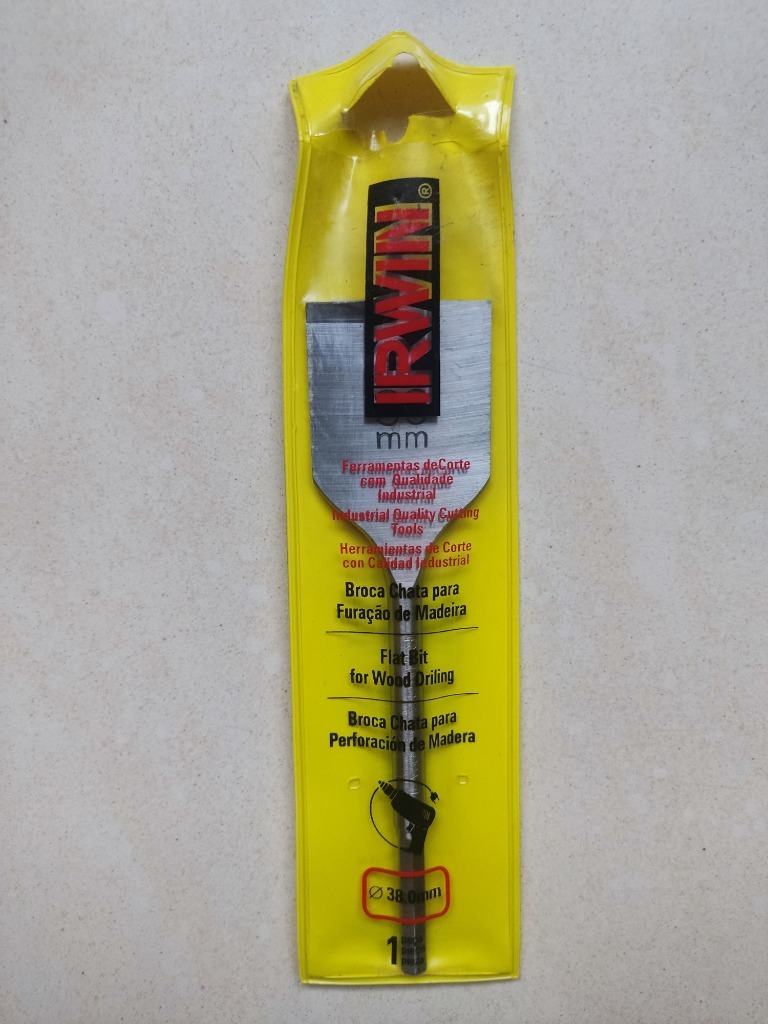 IRWIN®
mm
Ferramentas deCorte
com Qualidade
Industrial
Industrial Quality Cutting
Tools
Herramientas de Corte
con Calidad Industrial
Broca Chata para
Furação de Madeira
Flat Bit
for Wood Driling
Broca Chata para
Perforación de Madera
Ø 38,0mm
1